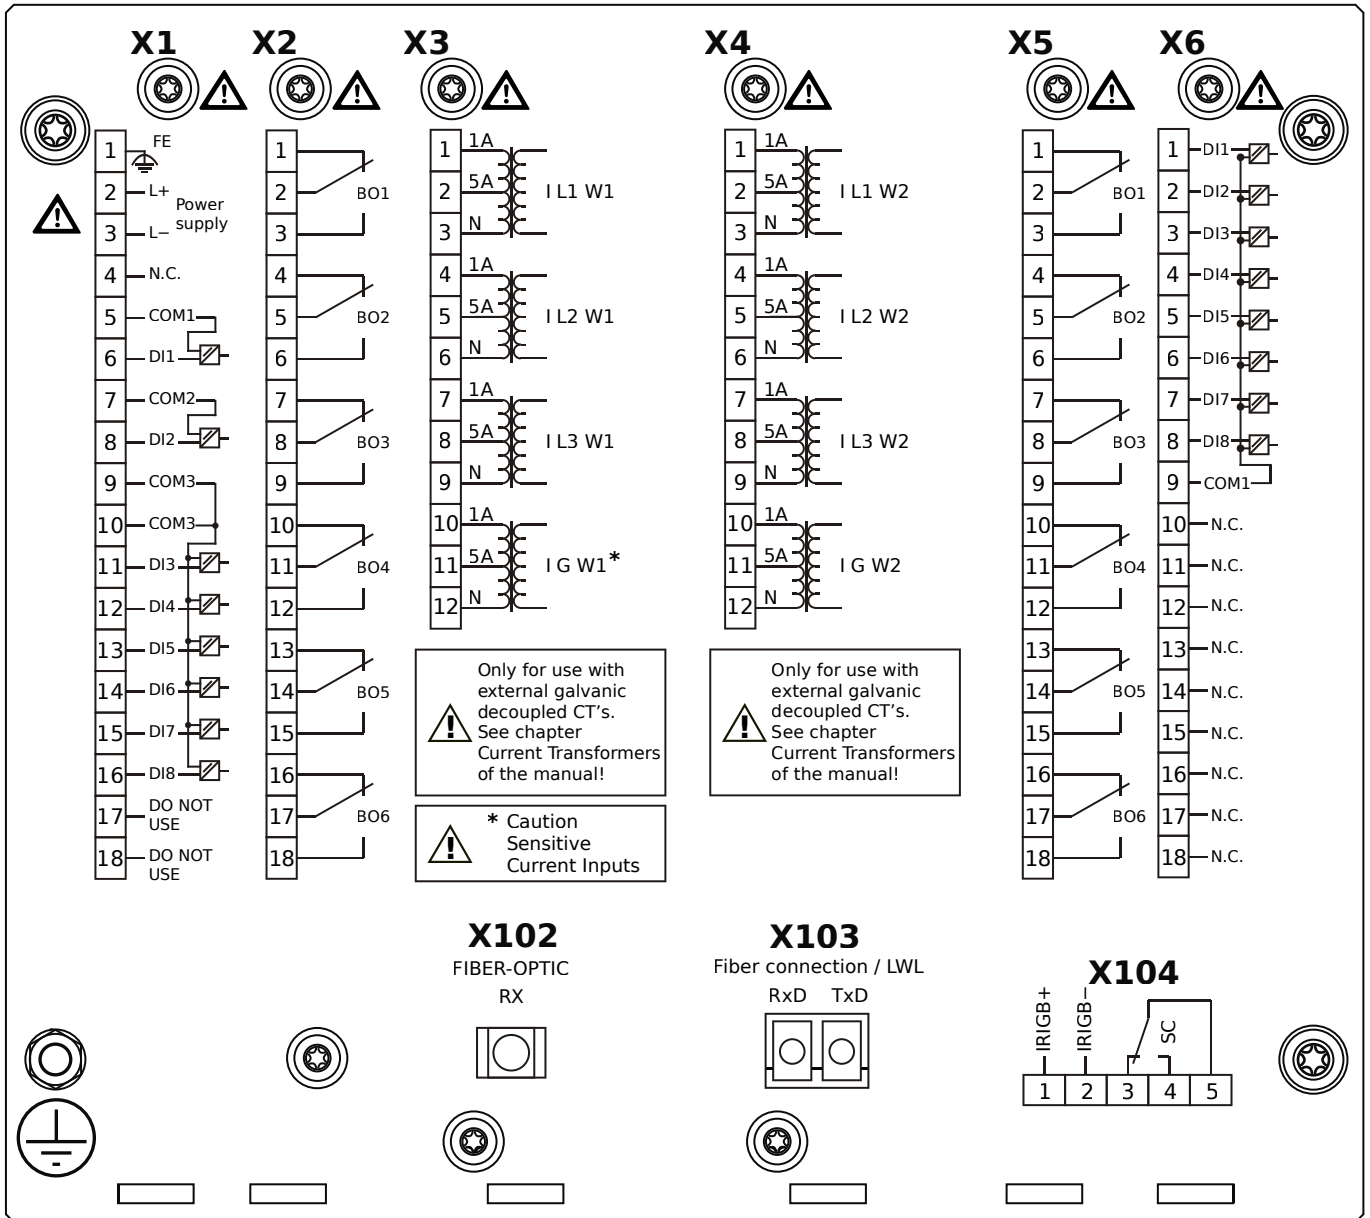 X1
X2
X3
X4
X5
X6
1 FE
2 L+
Power
supply
3 L−
4 N.C.
5 COM1
6 DI1
7 COM2
8 DI2
9 COM3
10 COM3
11 DI3
12 DI4
13 DI5
14 DI6
15 DI7
16 DI8
17 DO NOT
USE
18 DO NOT
USE
1
2 BO1
3
4
5 BO2
6
7
8 BO3
9
10
11 BO4
12
13
14 BO5
15
16
17 BO6
18
1 1A
2 5A I L1 W1
3 N
4 1A
5 5A I L2 W1
6 N
7 1A
8 5A I L3 W1
9 N
10 1A
11 5A I G W1*
12 N
Only for use with
external galvanic
decoupled CT's.
See chapter
Current Transformers
of the manual!
* Caution
Sensitive
Current Inputs
1 1A
2 5A I L1 W2
3 N
4 1A
5 5A I L2 W2
6 N
7 1A
8 5A I L3 W2
9 N
10 1A
11 5A I G W2
12 N
Only for use with
external galvanic
decoupled CT's.
See chapter
Current Transformers
of the manual!
1
2 BO1
3
4
5 BO2
6
7
8 BO3
9
10
11 BO4
12
13
14 BO5
15
16
17 BO6
18
1 DI1
2 DI2
3 DI3
4 DI4
5 DI5
6 DI6
7 DI7
8 DI8
9 COM1
10 N.C.
11 N.C.
12 N.C.
13 N.C.
14 N.C.
15 N.C.
16 N.C.
17 N.C.
18 N.C.
X102
FIBER-OPTIC
RX
X103
Fiber connection / LWL
RxD TxD
X104
IRIGB+
IRIGB−
SC
1 2 3 4 5